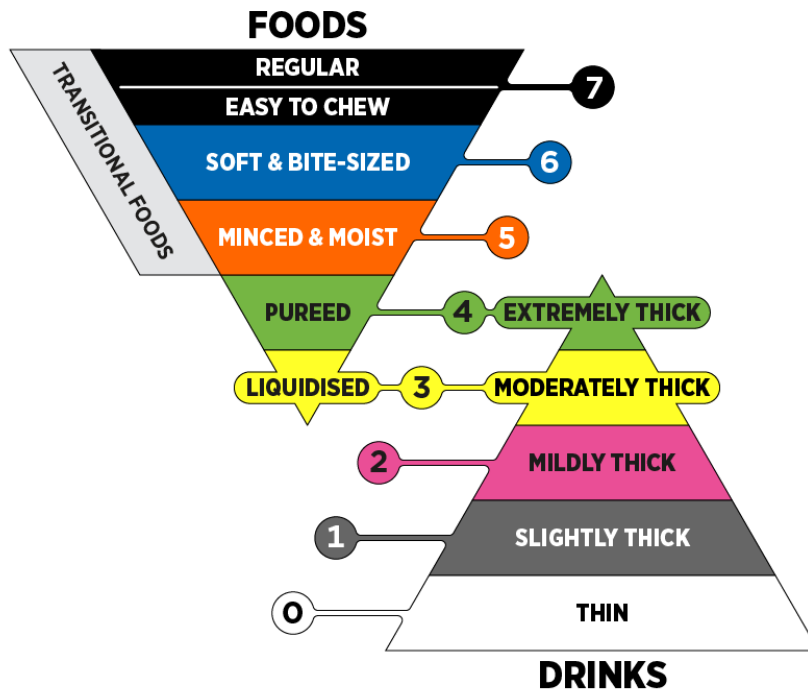 FOODS
REGULAR
7
EASY TO CHEW
TRANSITIONAL FOODS
SOFT & BITE-SIZED
6
MINCED & MOIST
5
PUREED
4
EXTREMELY THICK
LIQUIDISED
3
MODERATELY THICK
2
MILDLY THICK
1
SLIGHTLY THICK
0
THIN
DRINKS